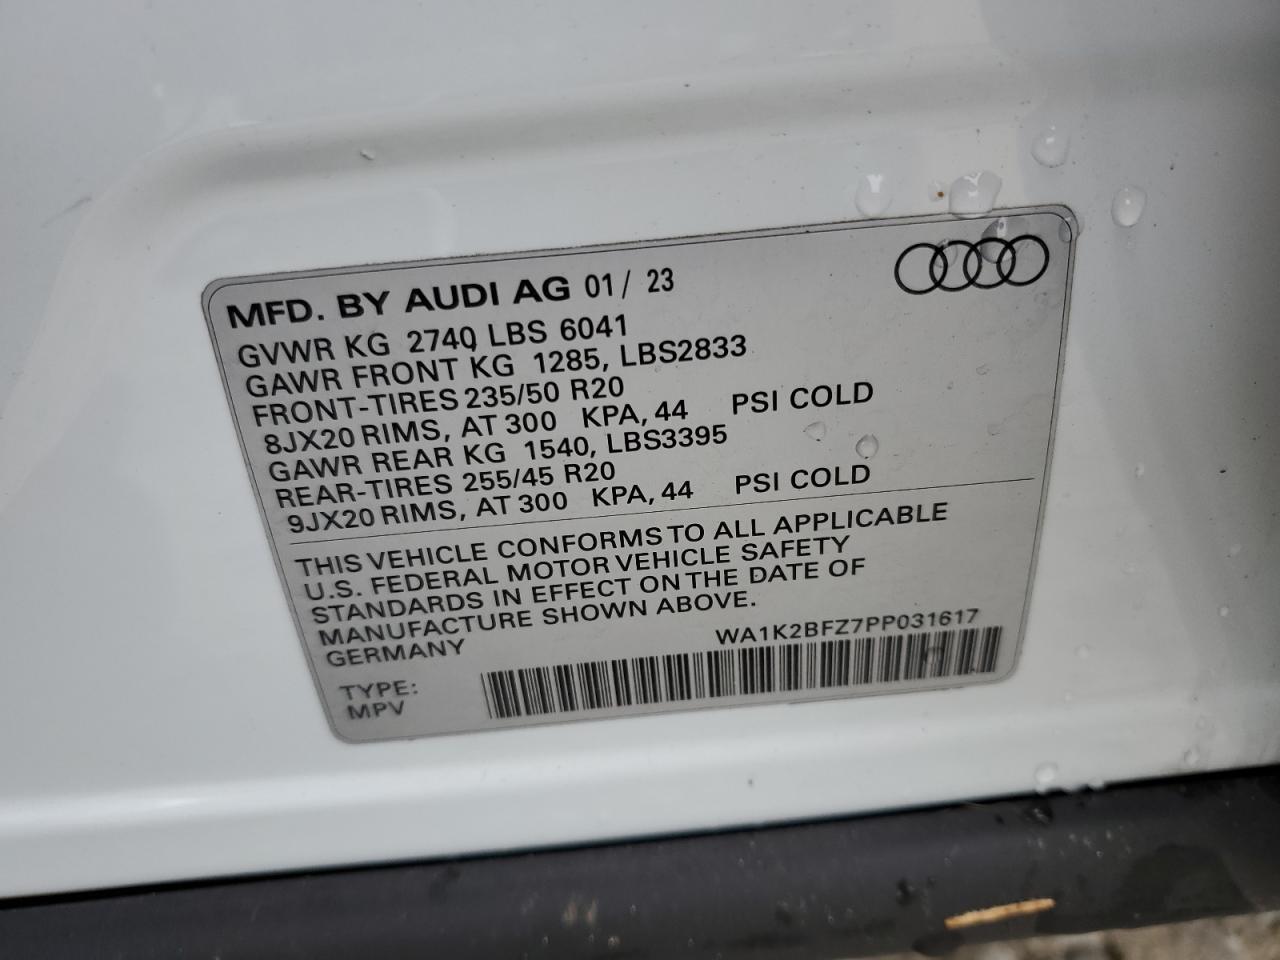 MFD. BY AUDI AG 01/ 23
GVWR KG 2740 LBS 6041
GAWR FRONT KG 1285, LBS2833
FRONT-TIRES 235/50 R20
8JX20 RIMS, AT 300 KPA, 44 PSI COLD
GAWR REAR KG 1540, LBS3395
REAR-TIRES 255/45 R20
9JX20 RIMS, AT 300 KPA, 44 PSI COLD
THIS VEHICLE CONFORMS TO ALL APPLICABLE
U.S. FEDERAL MOTOR VEHICLE SAFETY
STANDARDS IN EFFECT ON THE DATE OF
MANUFACTURE SHOWN ABOVE.
GERMANY
WA1K2BFZ7PP031617
TYPE:
MPV